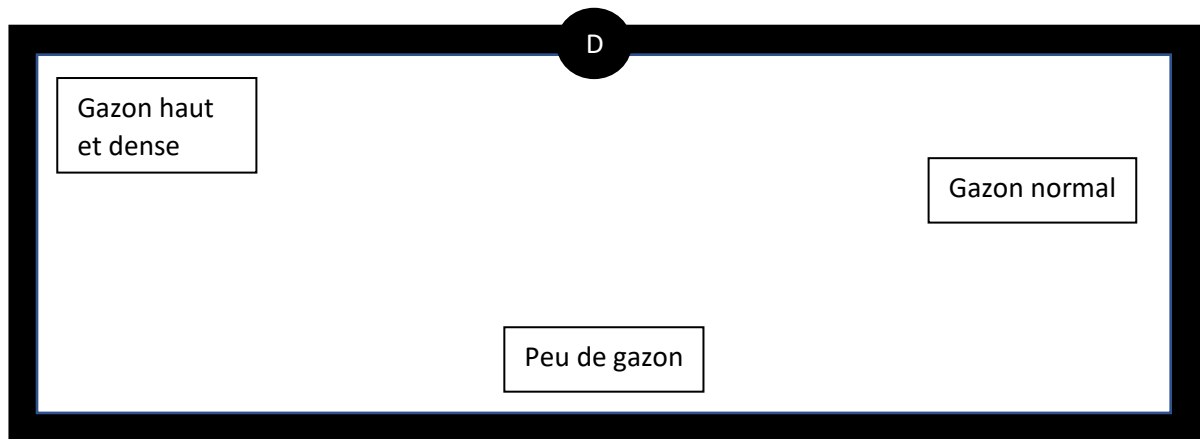 D
Gazon haut
et dense
Gazon normal
Peu de gazon